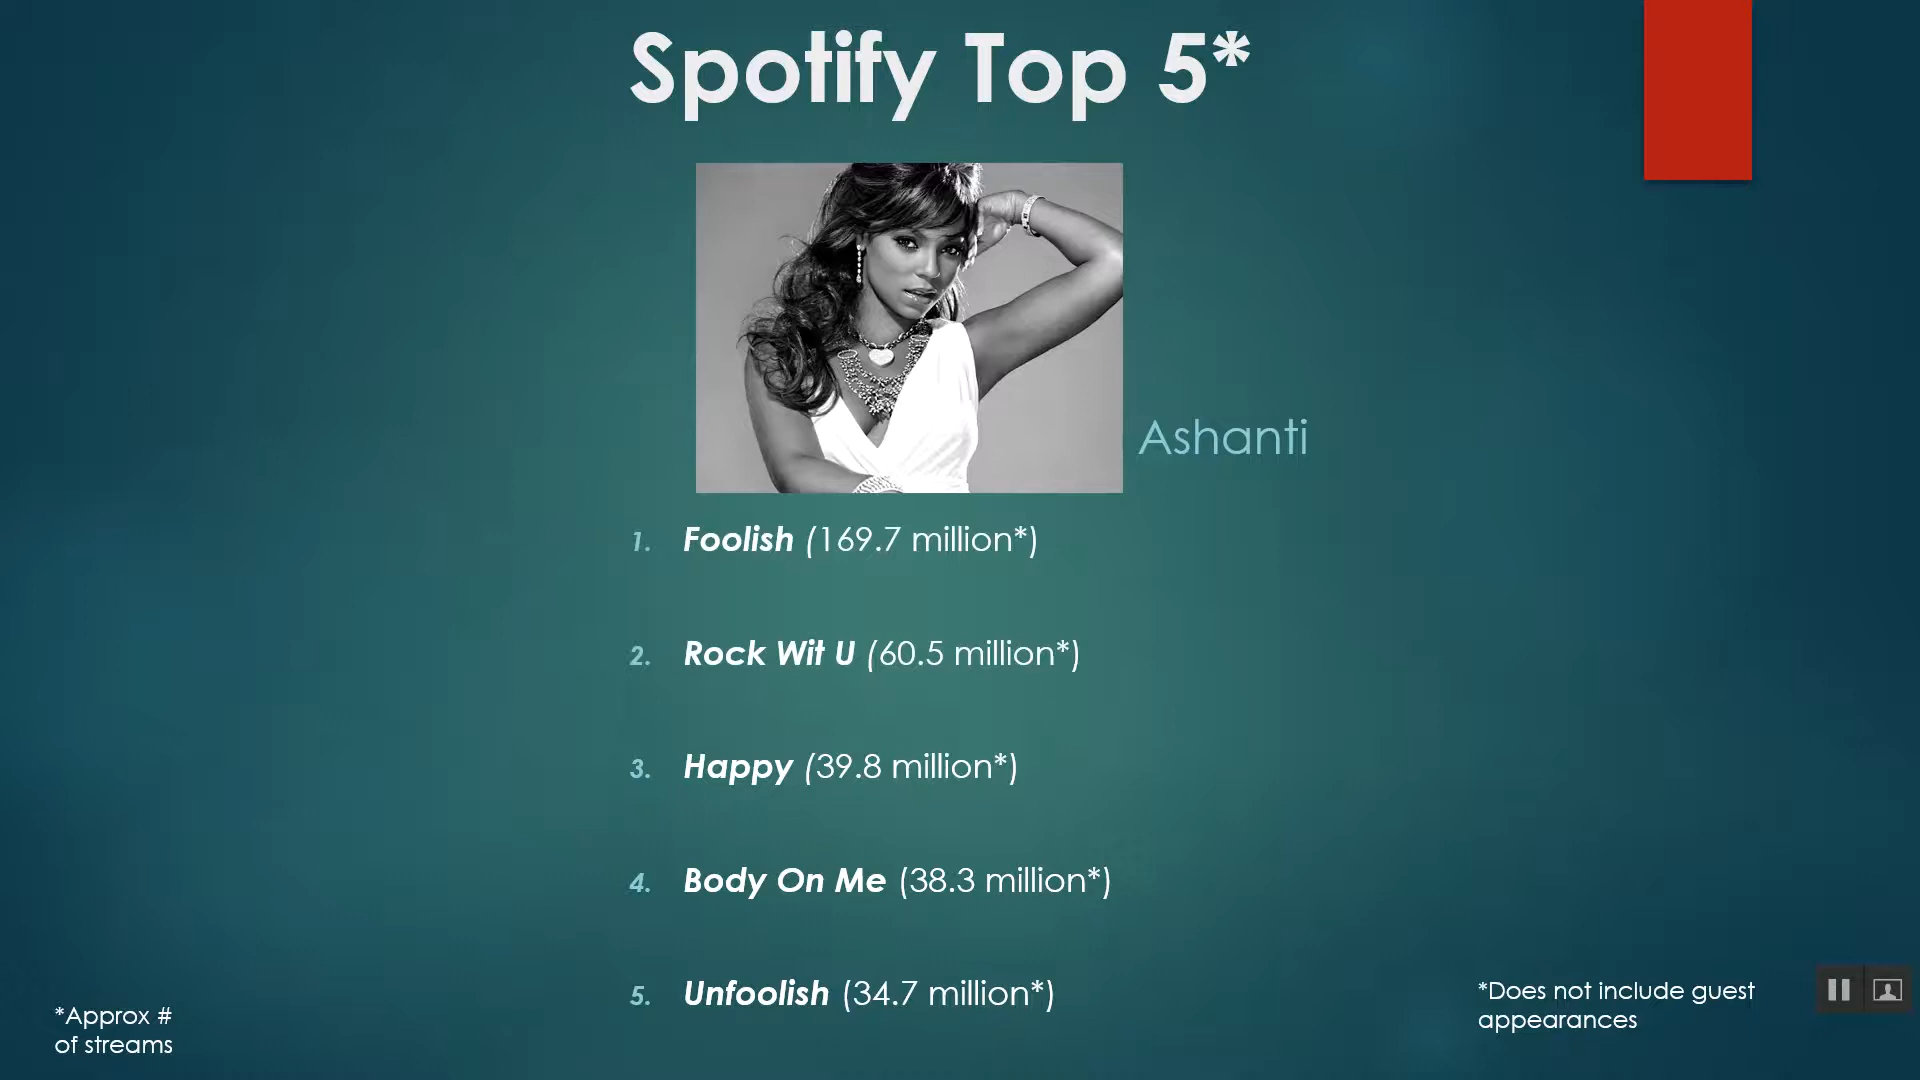 Spotify Top 5*
Ashanti
1. Foolish (169.7 million*)
2. Rock Wit U (60.5 million*)
3. Happy (39.8 million*)
4. Body On Me (38.3 million*)
5. Unfoolish (34.7 million*)
*Approx #
of streams
*Does not include guest
appearances